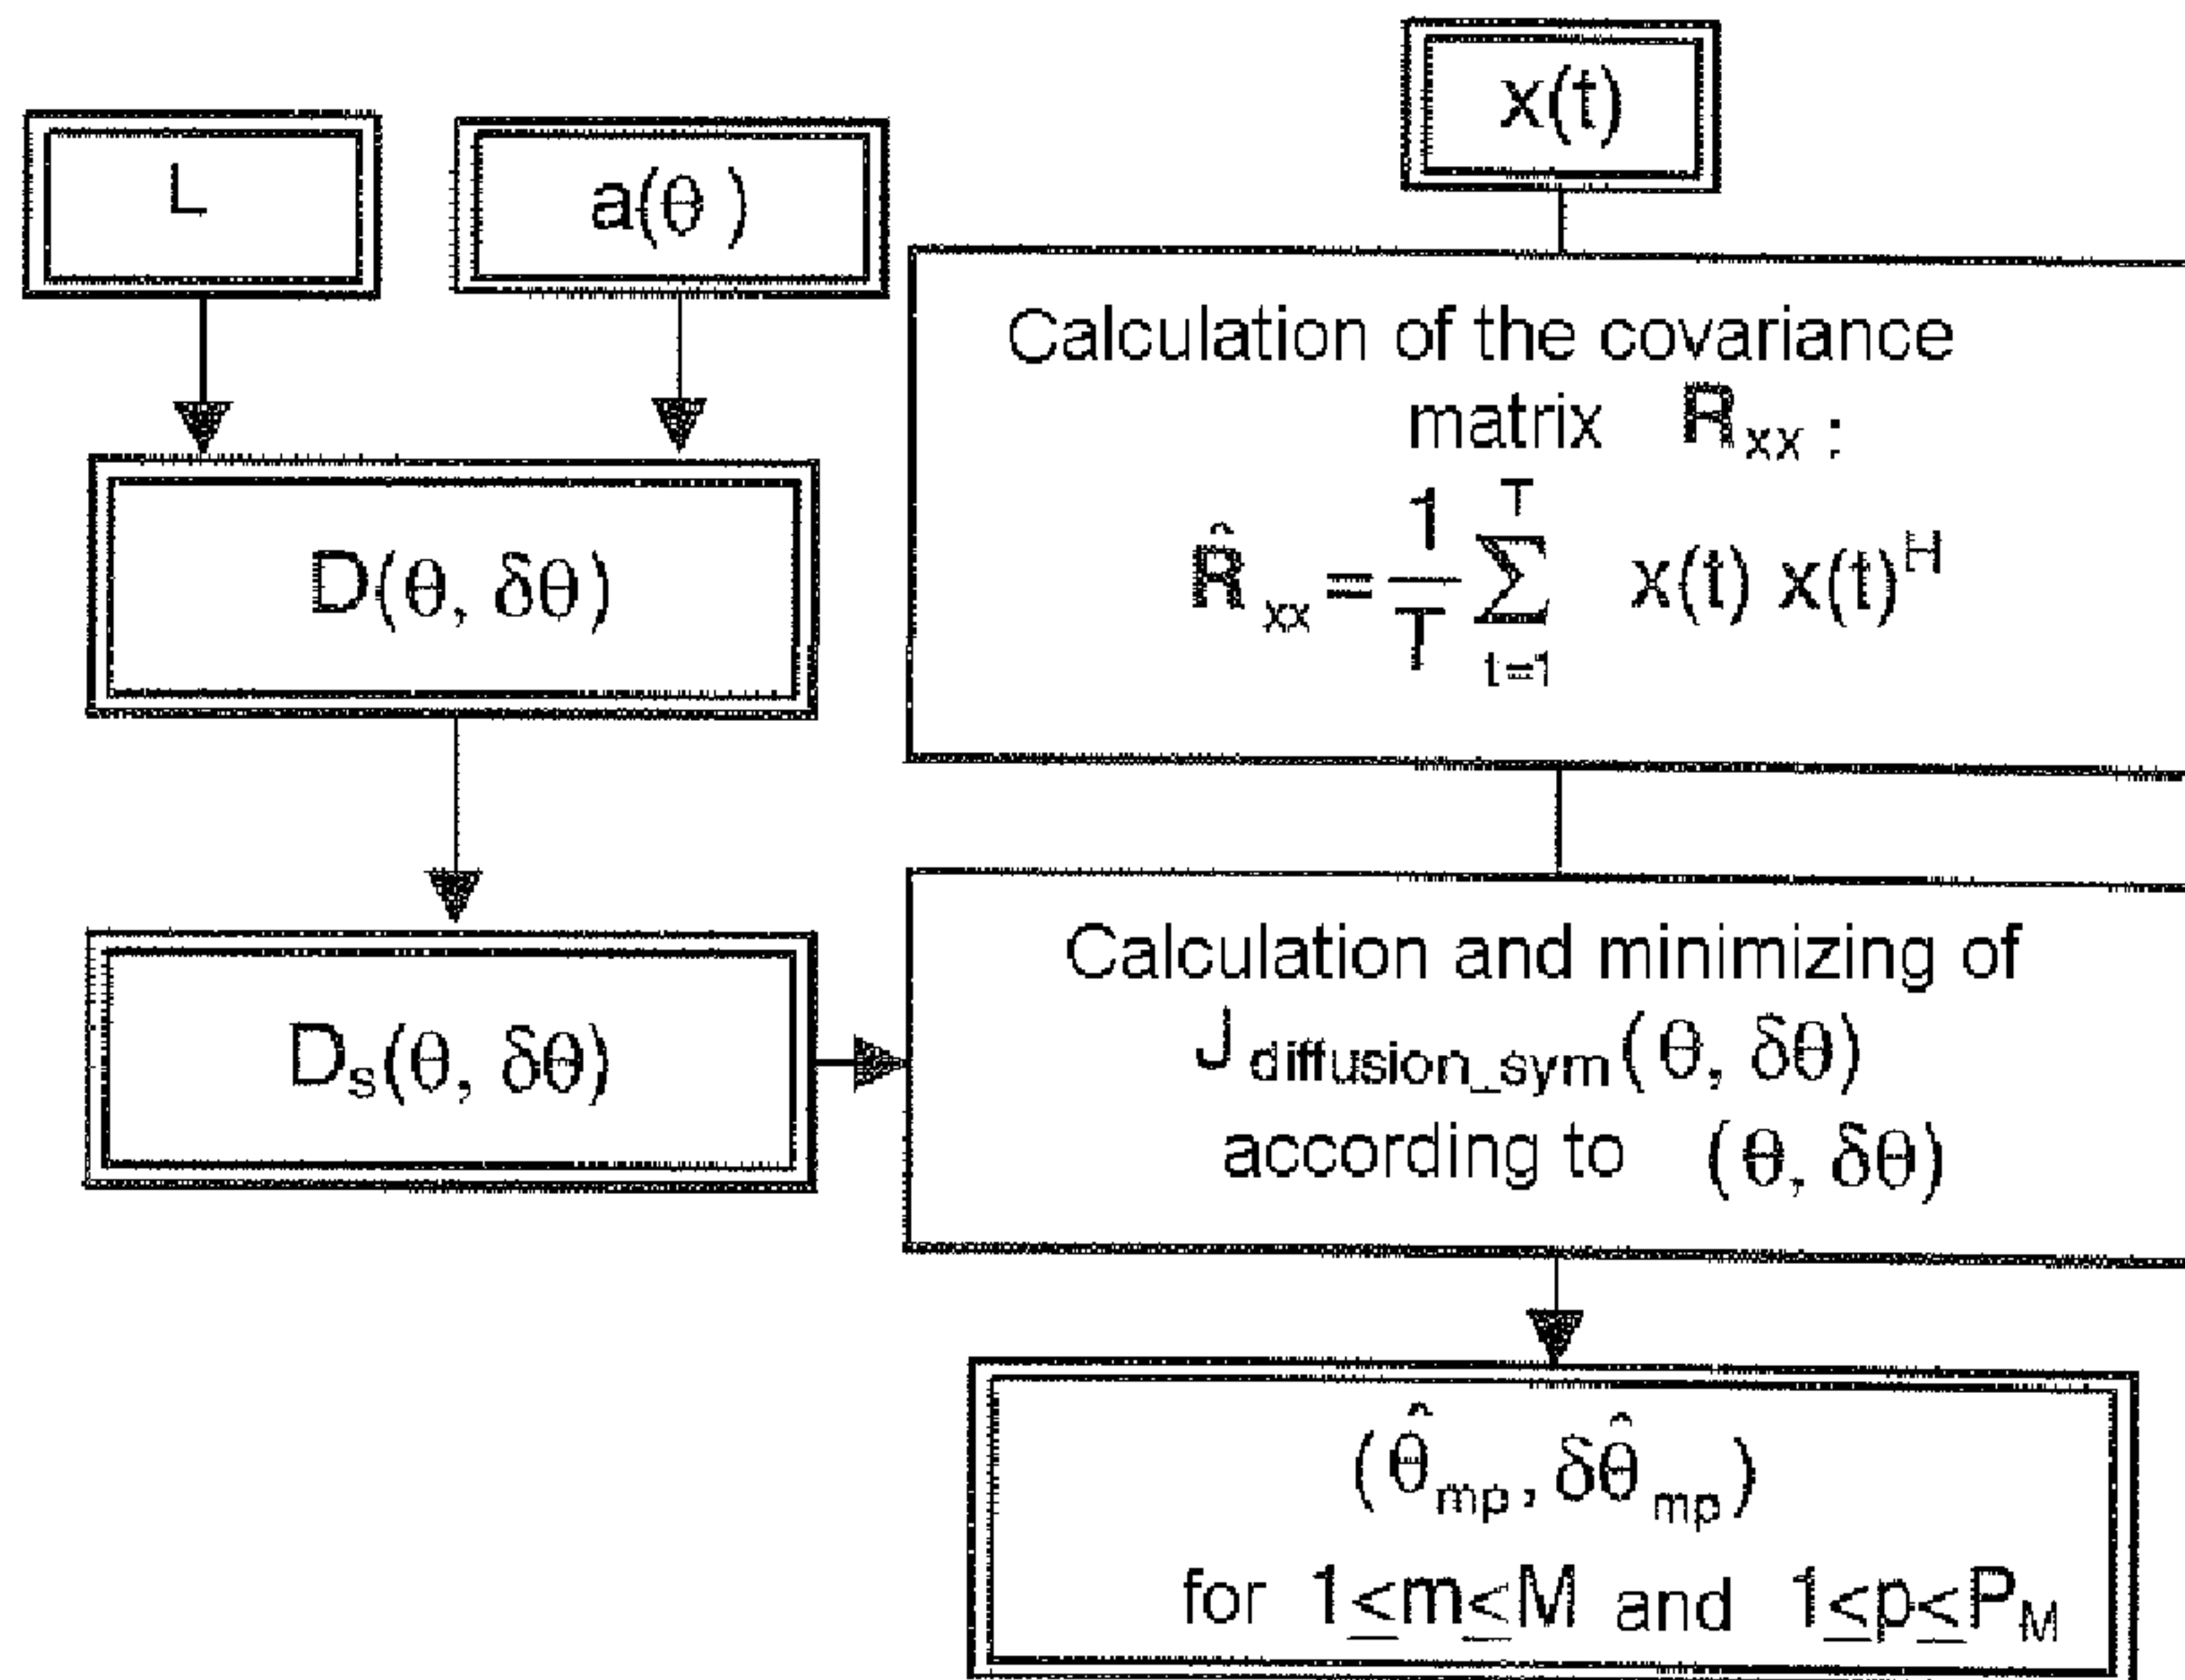 x(t)
L
a(θ )
Calculation of the covariance
matrix R_xx :
R̂_xx = 1/T ∑_{t=1}^{T} x(t) x(t)^H
D(θ, δθ)
D_s(θ, δθ)
Calculation and minimizing of
J_diffusion_sym(θ, δθ)
according to (θ, δθ)
(θ̂_mp, δθ̂_mp)
for 1≤m≤M and 1≤p≤P_M